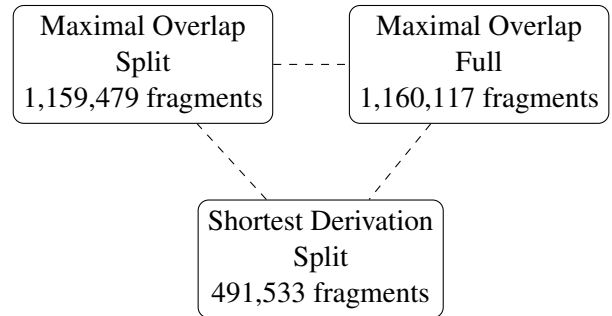 Maximal Overlap
Split
1,159,479 fragments
Maximal Overlap
Full
1,160,117 fragments
Shortest Derivation
Split
491,533 fragments